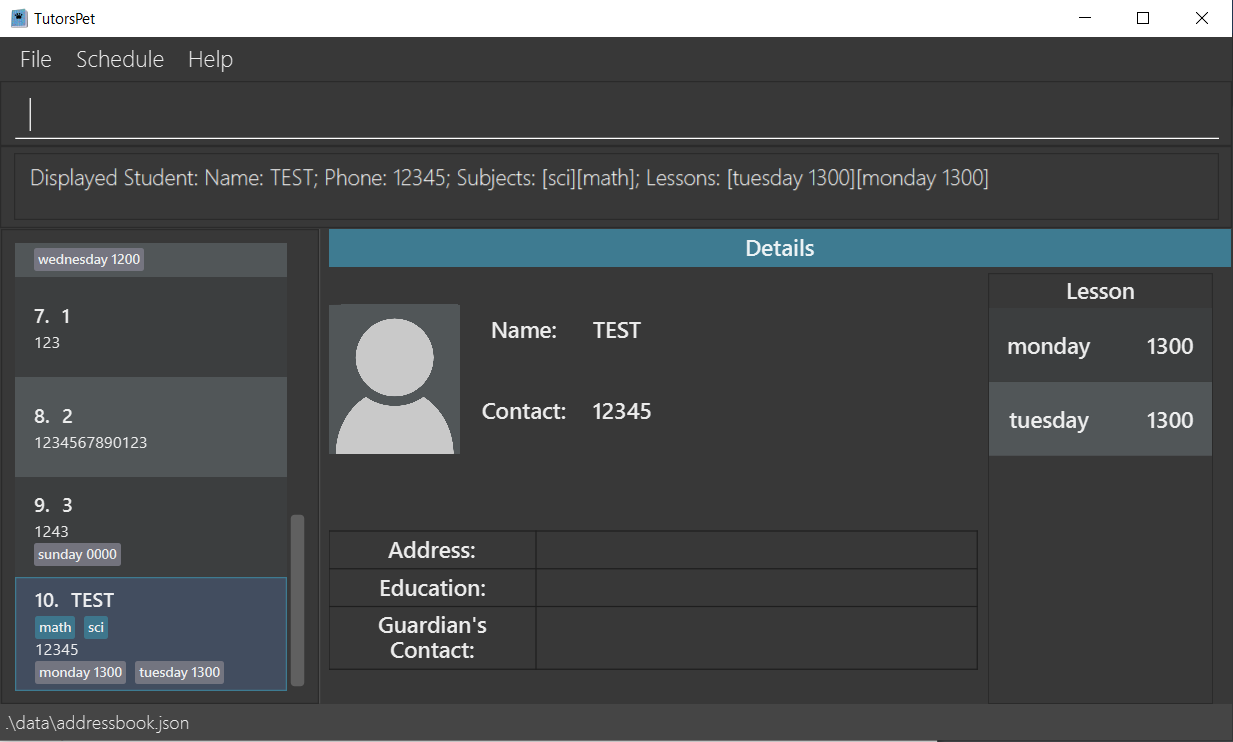 TutorsPet
File Schedule Help
Displayed Student: Name: TEST; Phone: 12345; Subjects: [sci][math]; Lessons: [tuesday 1300][monday 1300]
wednesday 1200
7. 1
123
8. 2
1234567890123
9. 3
1243
sunday 0000
10. TEST
math sci
12345
monday 1300 tuesday 1300
Details
Name: TEST
Contact: 12345
Address:
Education:
Guardian's
Contact:
Lesson
monday 1300
tuesday 1300
.\data\addressbook.json